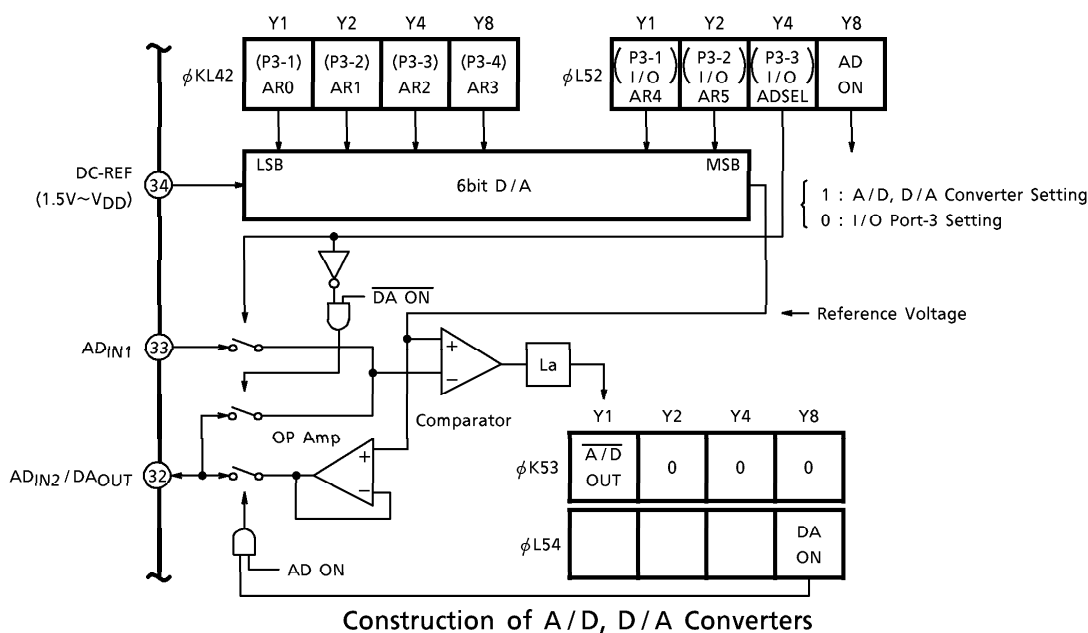 Y1 Y2 Y4 Y8
Y1 Y2 Y4 Y8
φKL42
(P3-1) AR0
(P3-2) AR1
(P3-3) AR2
(P3-4) AR3
φL52
(P3-1 I/O) AR4
(P3-2 I/O) AR5
(P3-3 I/O) ADSEL
AD ON
DC-REF
(1.5V~VDD)
34
LSB
6bit D/A
MSB
1 : A/D, D/A Converter Setting
0 : I/O Port-3 Setting
DA ON
Reference Voltage
ADIN1
33
+
−
La
Comparator
OP Amp
+
−
ADIN2/DAOUT
32
Y1 Y2 Y4 Y8
φK53
A/D OUT
0 0 0
φL54
DA ON
AD ON
Construction of A/D, D/A Converters